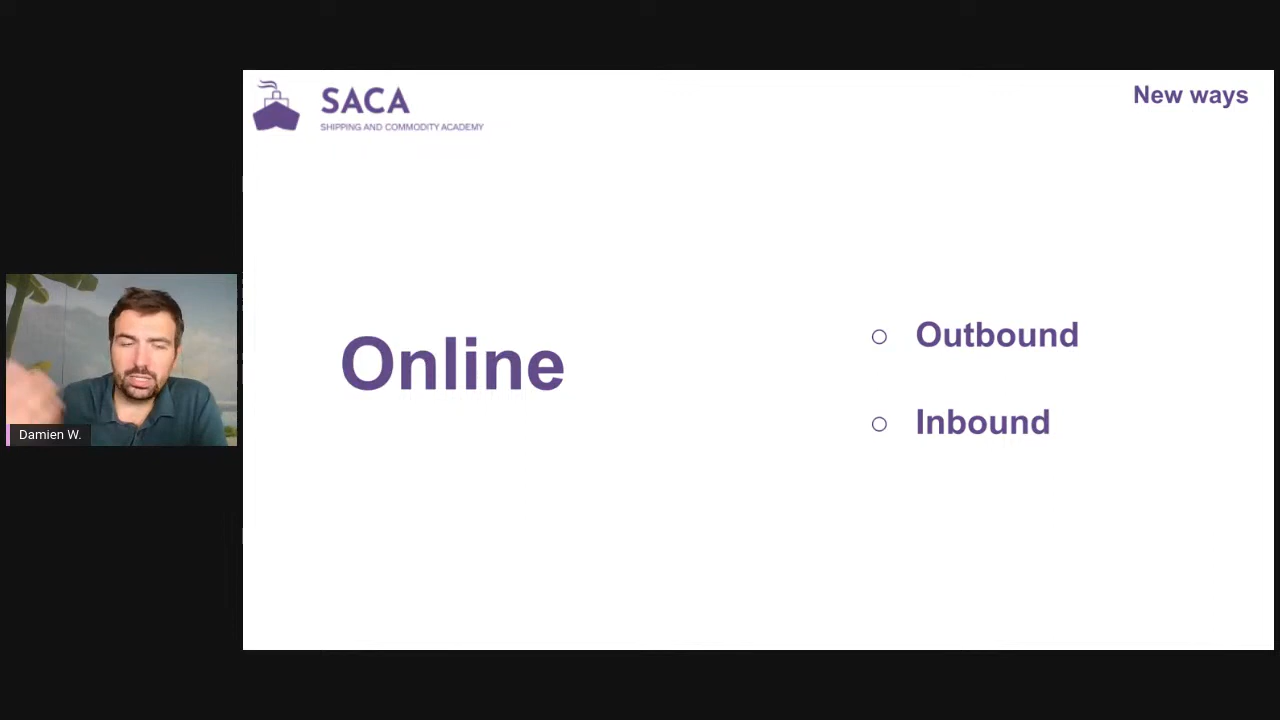 SACA
SHIPPING AND COMMODITY ACADEMY
New ways
Online
Outbound
Inbound
Damien W.